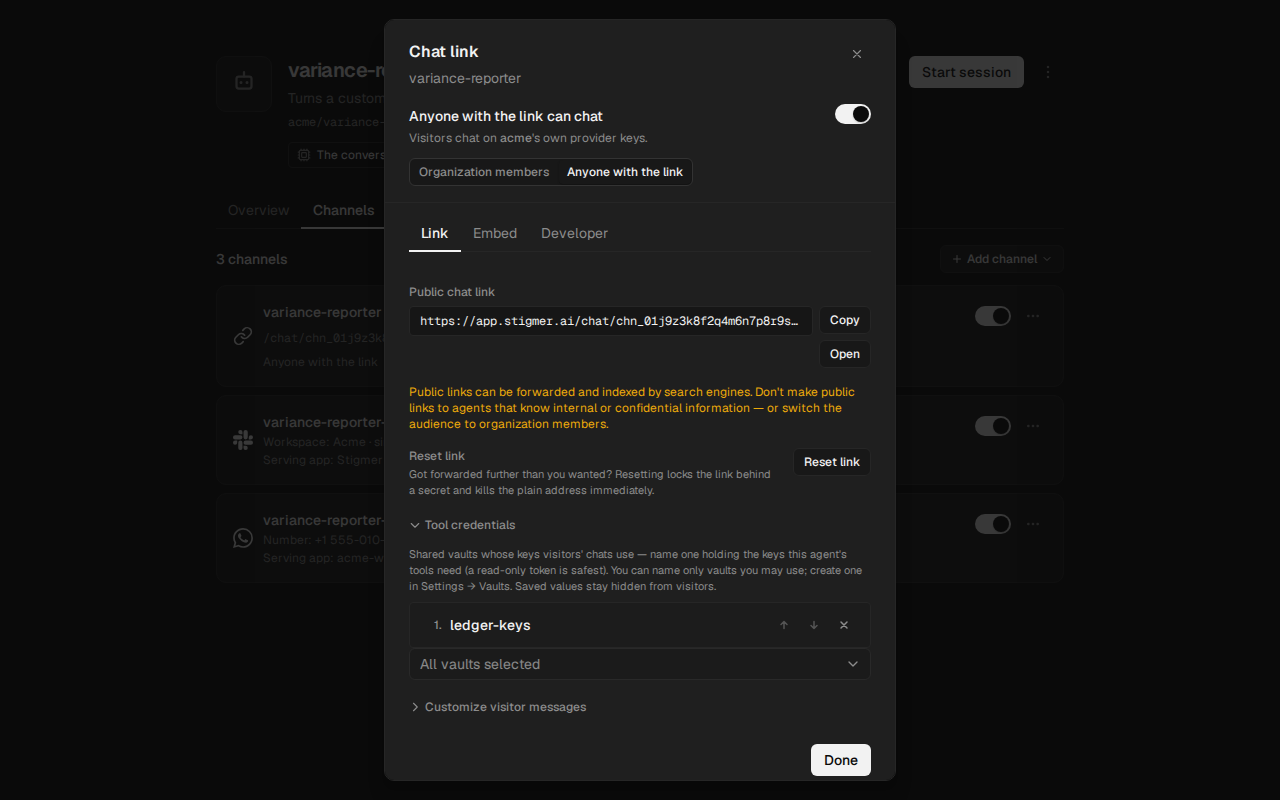 Chat link
variance-reporter
Anyone with the link can chat
Visitors chat on acme's own provider keys.
Organization members
Anyone with the link
Link
Embed
Developer
Public chat link
https://app.stigmer.ai/chat/chn_01j9z3k8f2q4m6n7p8r9s…
Copy
Open
Public links can be forwarded and indexed by search engines. Don't make public
links to agents that know internal or confidential information — or switch the
audience to organization members.
Reset link
Got forwarded further than you wanted? Resetting locks the link behind
a secret and kills the plain address immediately.
Reset link
Tool credentials
Shared vaults whose keys visitors' chats use — name one holding the keys this agent's
tools need (a read-only token is safest). You can name only vaults you may use; create one
in Settings → Vaults. Saved values stay hidden from visitors.
1. ledger-keys
All vaults selected
Customize visitor messages
Done
Turns a custom
acme/variance-
The convers
Start session
Overview
Channels
3 channels
Add channel
variance-reporter
/chat/chn_01j9z3k
Anyone with the link
variance-reporter-
Workspace: Acme · si
Serving app: Stigmer
variance-reporter-
Number: +1 555-010-
Serving app: acme-w